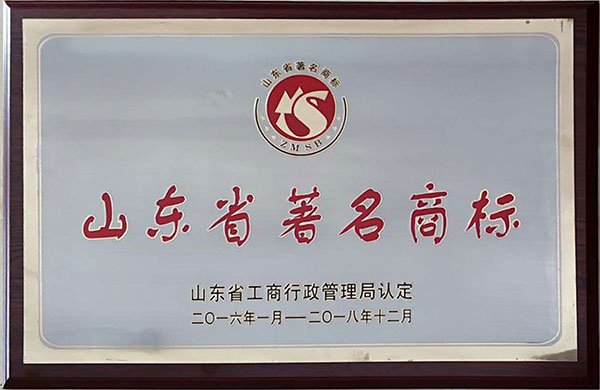 山东省著名商标
ZMSB
山东省著名商标
山东省工商行政管理局认定
二〇一六年一月——二〇一八年十二月